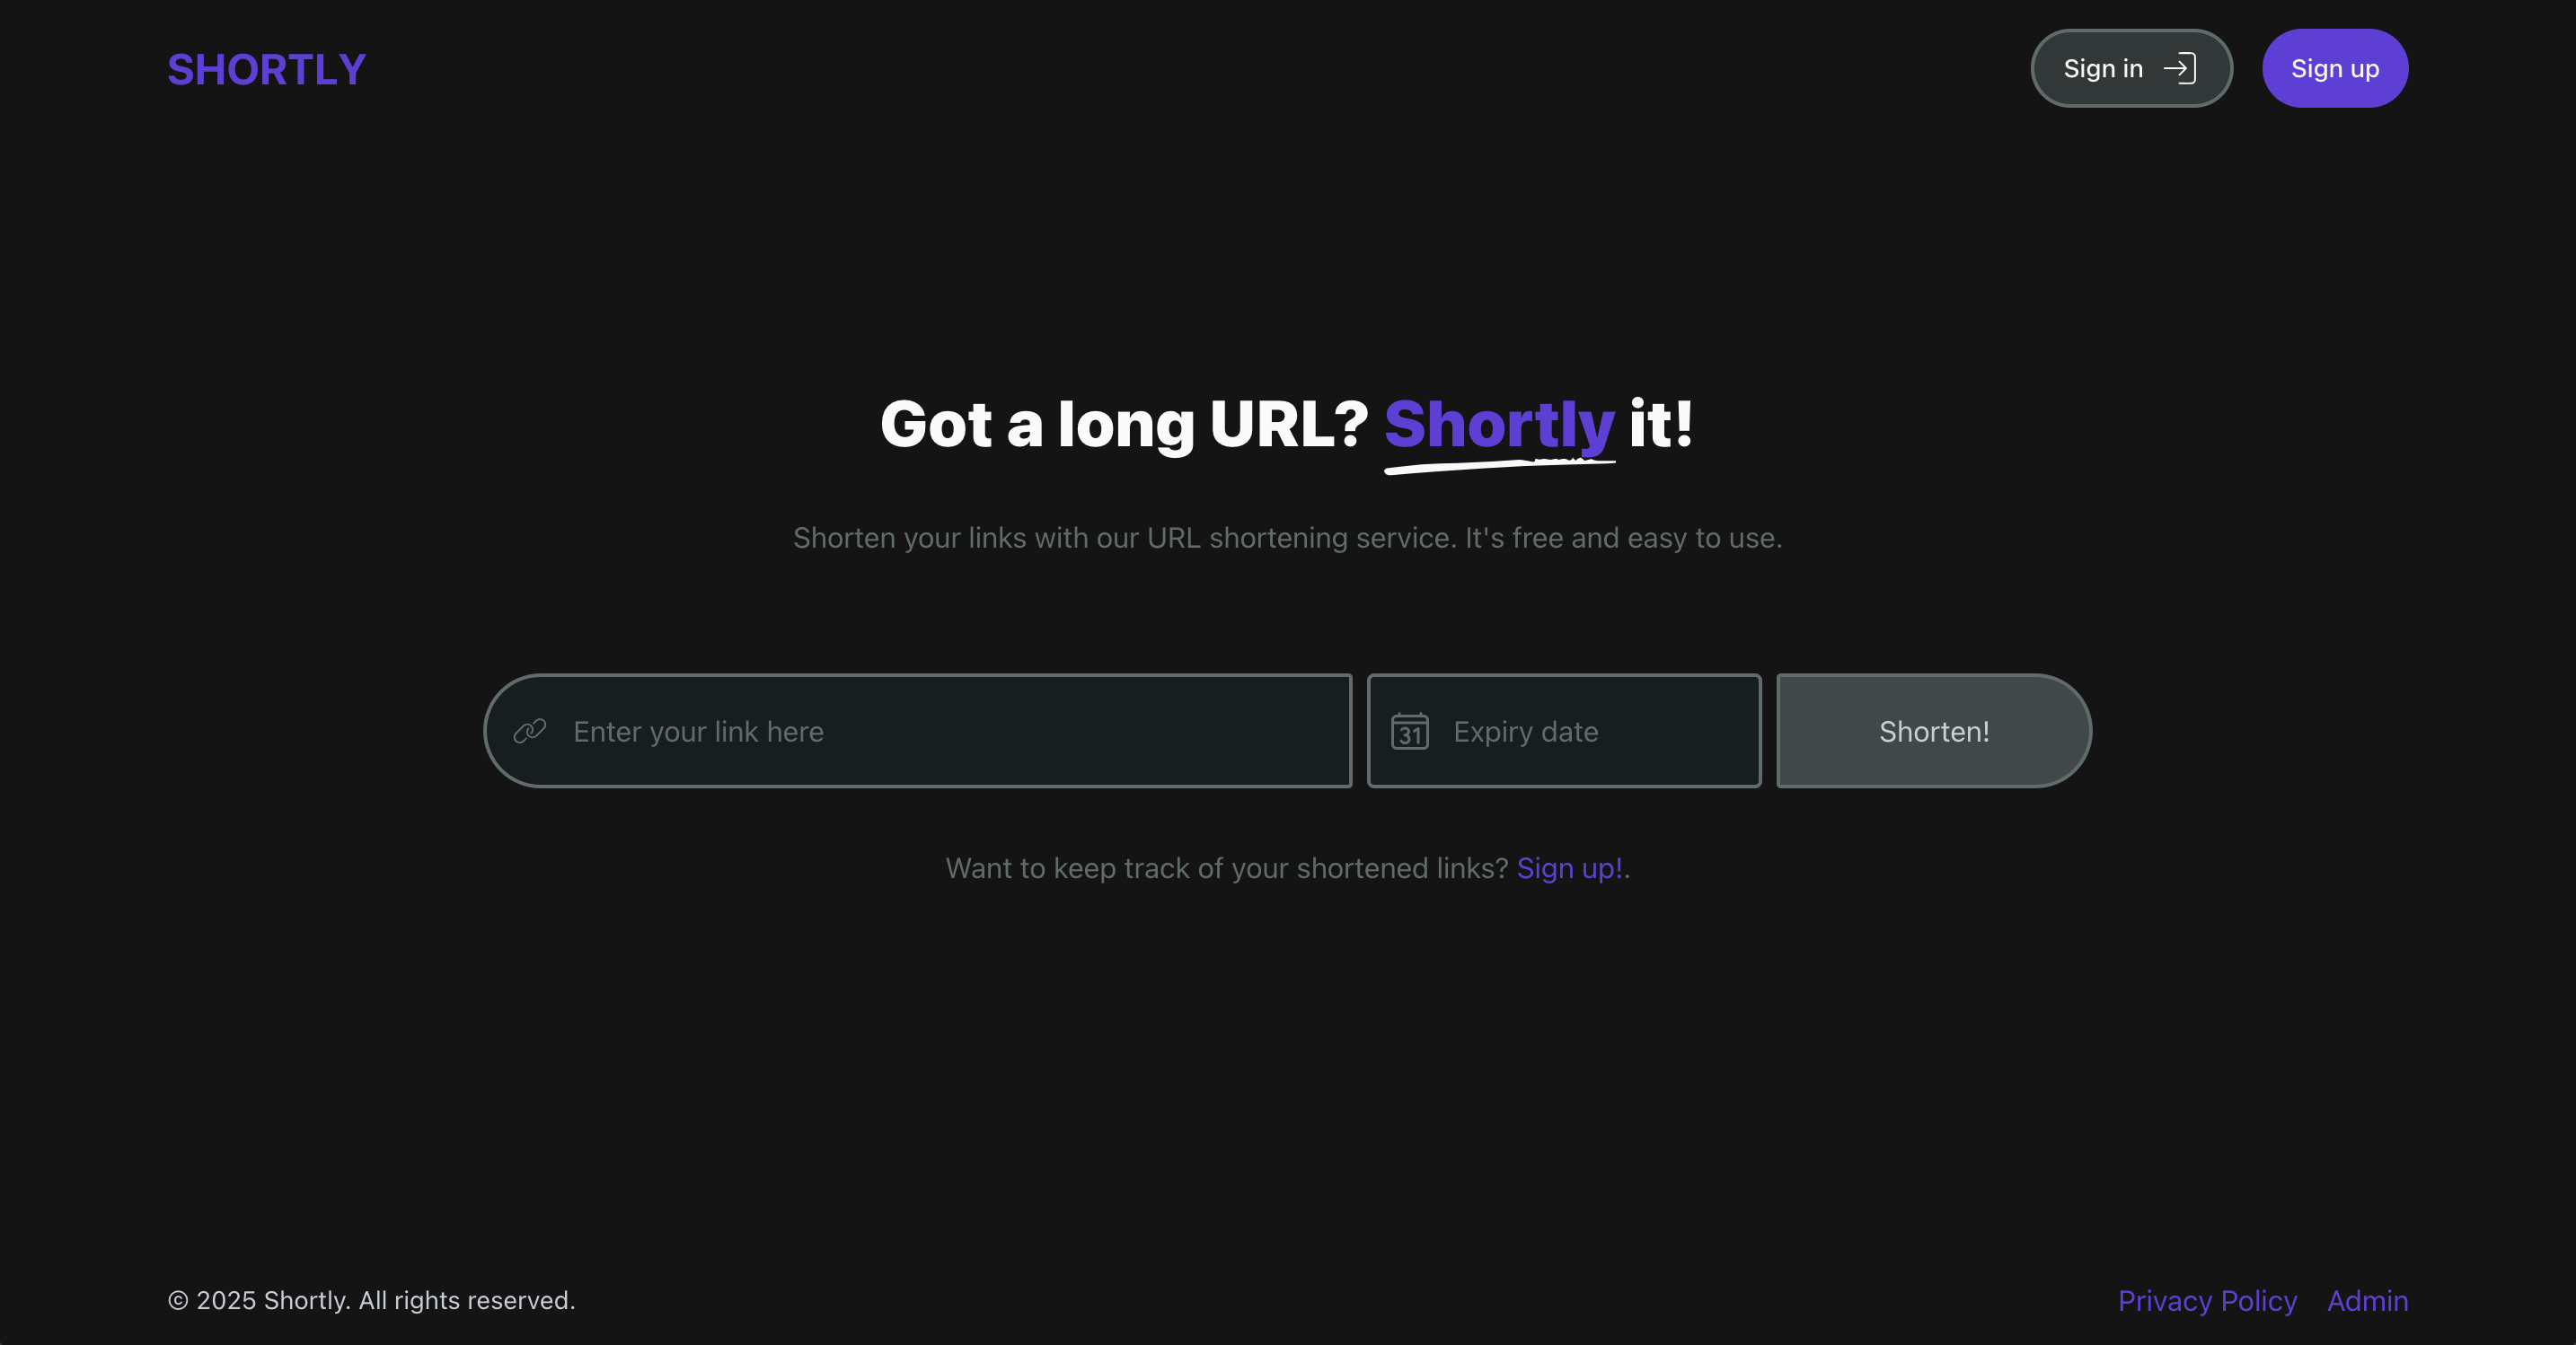 SHORTLY
Sign in
Sign up
Got a long URL? Shortly it!
Shorten your links with our URL shortening service. It's free and easy to use.
Enter your link here
31
Expiry date
Shorten!
Want to keep track of your shortened links? Sign up!.
© 2025 Shortly. All rights reserved.
Privacy Policy
Admin